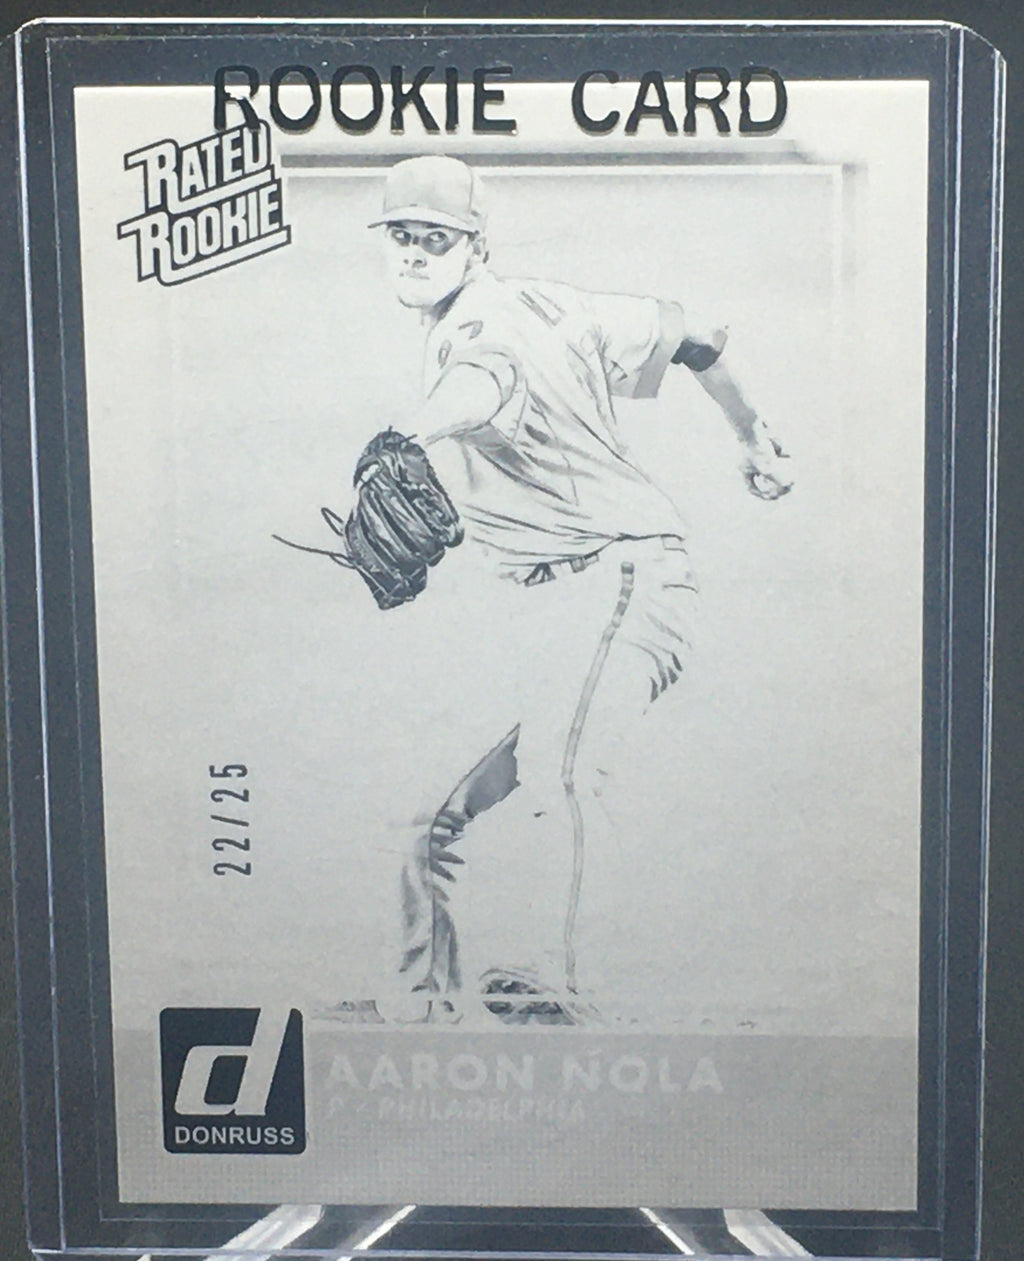 ROOKIE CARD
RATED
ROOKIE
22/25
AARON NOLA
P - PHILADELPHIA
d
DONRUSS